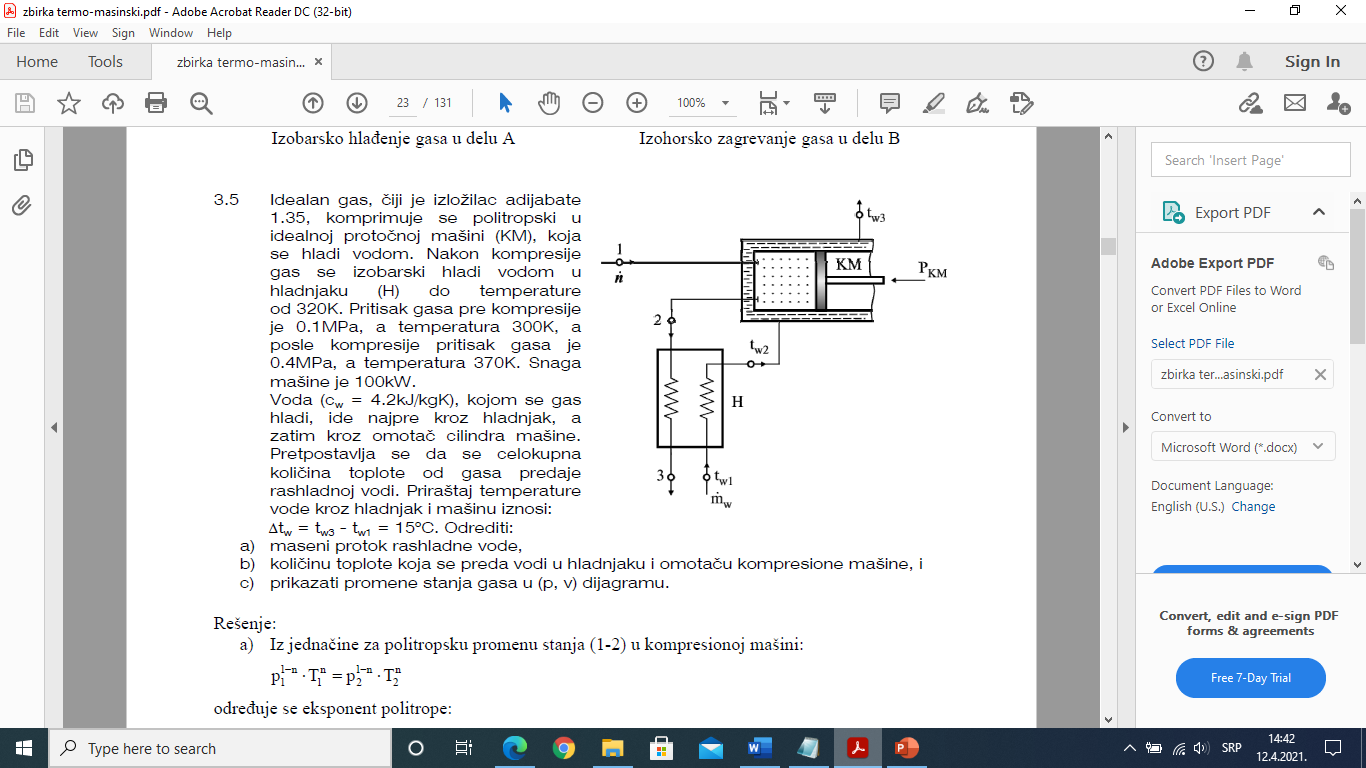 zbirka termo-masinski.pdf - Adobe Acrobat Reader DC (32-bit)
File Edit View Sign Window Help
Home Tools zbirka termo-masin... × Sign In
23 / 131 100%
Izobarsko hlađenje gasa u delu A Izohorsko zagrevanje gasa u delu B
3.5 Idealan gas, čiji je izložilac adijabate
1.35, komprimuje se politropski u
idealnoj protočnoj mašini (KM), koja
se hladi vodom. Nakon kompresije
gas se izobarski hladi vodom u
hladnjaku (H) do temperature
od 320K. Pritisak gasa pre kompresije
je 0.1MPa, a temperatura 300K, a
posle kompresije pritisak gasa je
0.4MPa, a temperatura 370K. Snaga
mašine je 100kW.
Voda (cw = 4.2kJ/kgK), kojom se gas
hladi, ide najpre kroz hladnjak, a
zatim kroz omotač cilindra mašine.
Pretpostavlja se da se celokupna
količina toplote od gasa predaje
rashladnoj vodi. Priraštaj temperature
vode kroz hladnjak i mašinu iznosi:
Δtw = tw3 - tw1 = 15°C. Odrediti:
a) maseni protok rashladne vode,
b) količinu toplote koja se preda vodi u hladnjaku i omotaču kompresione mašine, i
c) prikazati promene stanja gasa u (p, v) dijagramu.
tw3
1
ṅ
KM
PKM
2
tw2
H
3
tw1
ṁw
Rešenje:
a) Iz jednačine za politropsku promenu stanja (1-2) u kompresionoj mašini:
p₁¹⁻ⁿ · T₁ⁿ = p₂¹⁻ⁿ · T₂ⁿ
određuje se eksponent politrope:
Search 'Insert Page'
Export PDF
Adobe Export PDF
Convert PDF Files to Word
or Excel Online
Select PDF File
zbirka ter...asinski.pdf
Convert to
Microsoft Word (*.docx)
Document Language:
English (U.S.) Change
Convert, edit and e-sign PDF
forms & agreements
Free 7-Day Trial
Type here to search
SRP
14:42
12.4.2021.